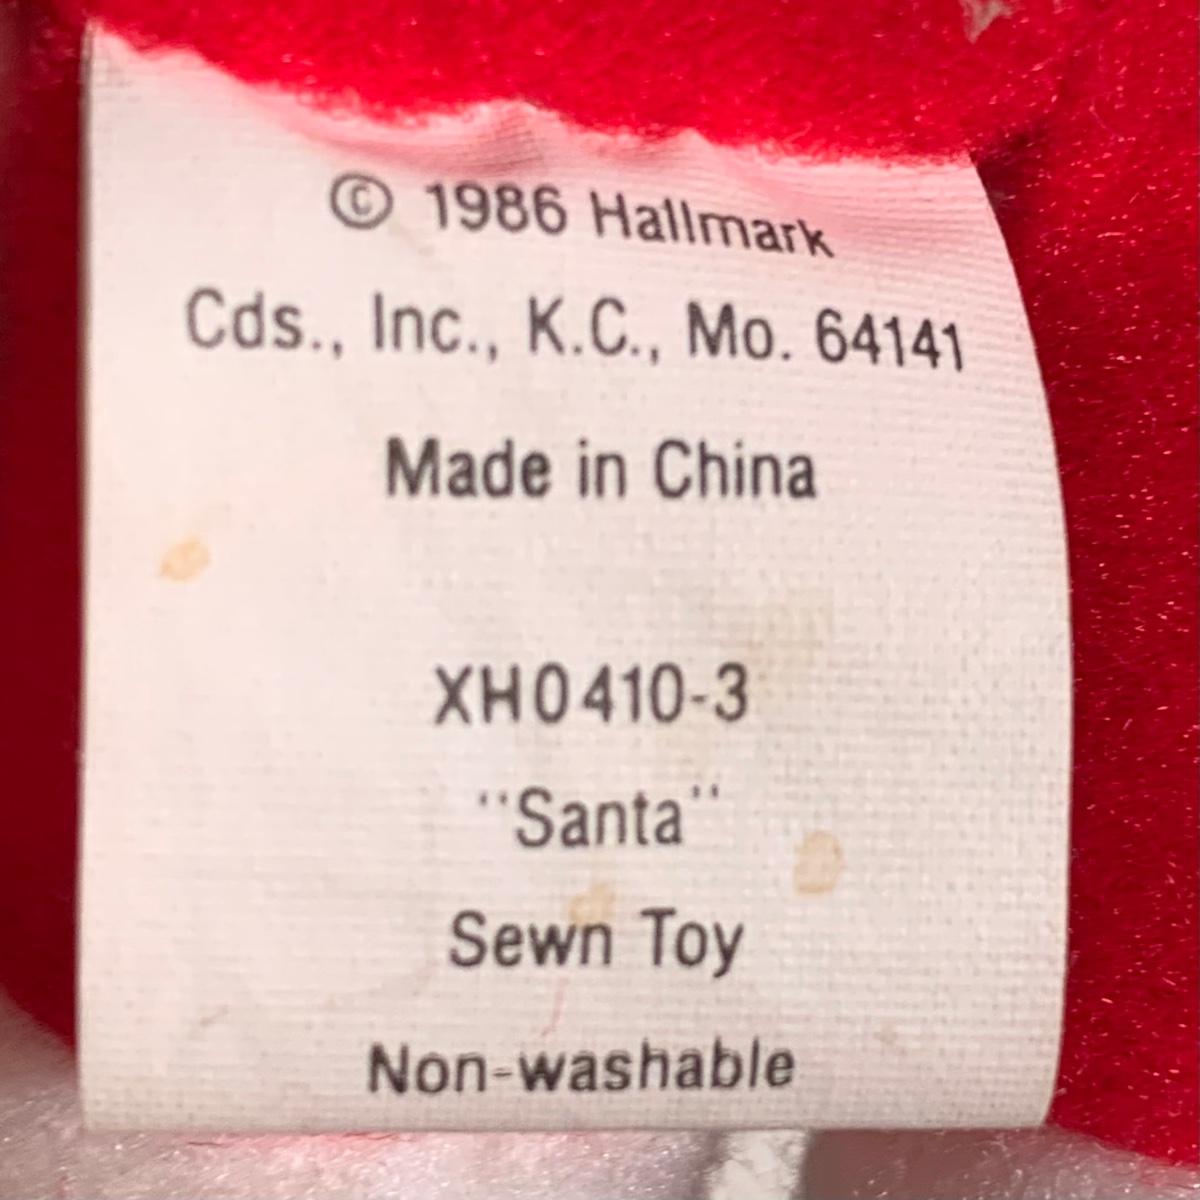 © 1986 Hallmark
Cds., Inc., K.C., Mo. 64141
Made in China
XH0410-3
"Santa"
Sewn Toy
Non-washable